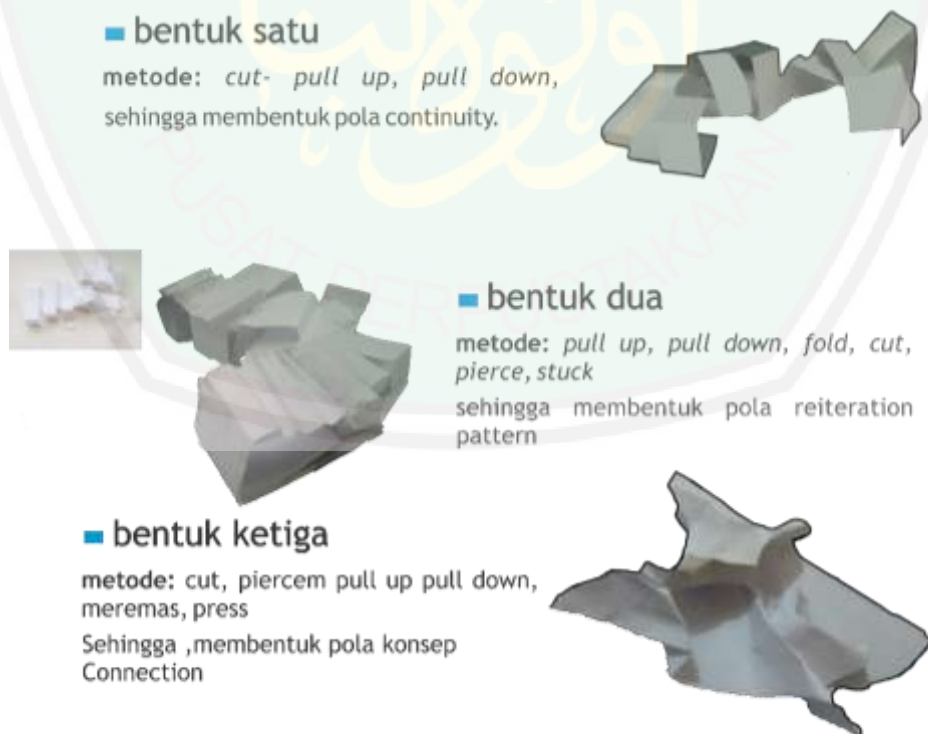 bentuk satu
metode: cut- pull up, pull down,
sehingga membentuk pola continuity.
PUSAT PERPUSTAKAAN
bentuk dua
metode: pull up, pull down, fold, cut,
pierce, stuck
sehingga membentuk pola reiteration
pattern
bentuk ketiga
metode: cut, piercem pull up pull down,
meremas, press
Sehingga ,membentuk pola konsep
Connection